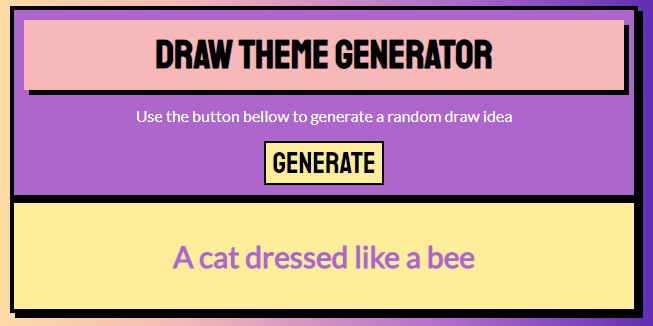 DRAW THEME GENERATOR
Use the button bellow to generate a random draw idea
GENERATE
A cat dressed like a bee